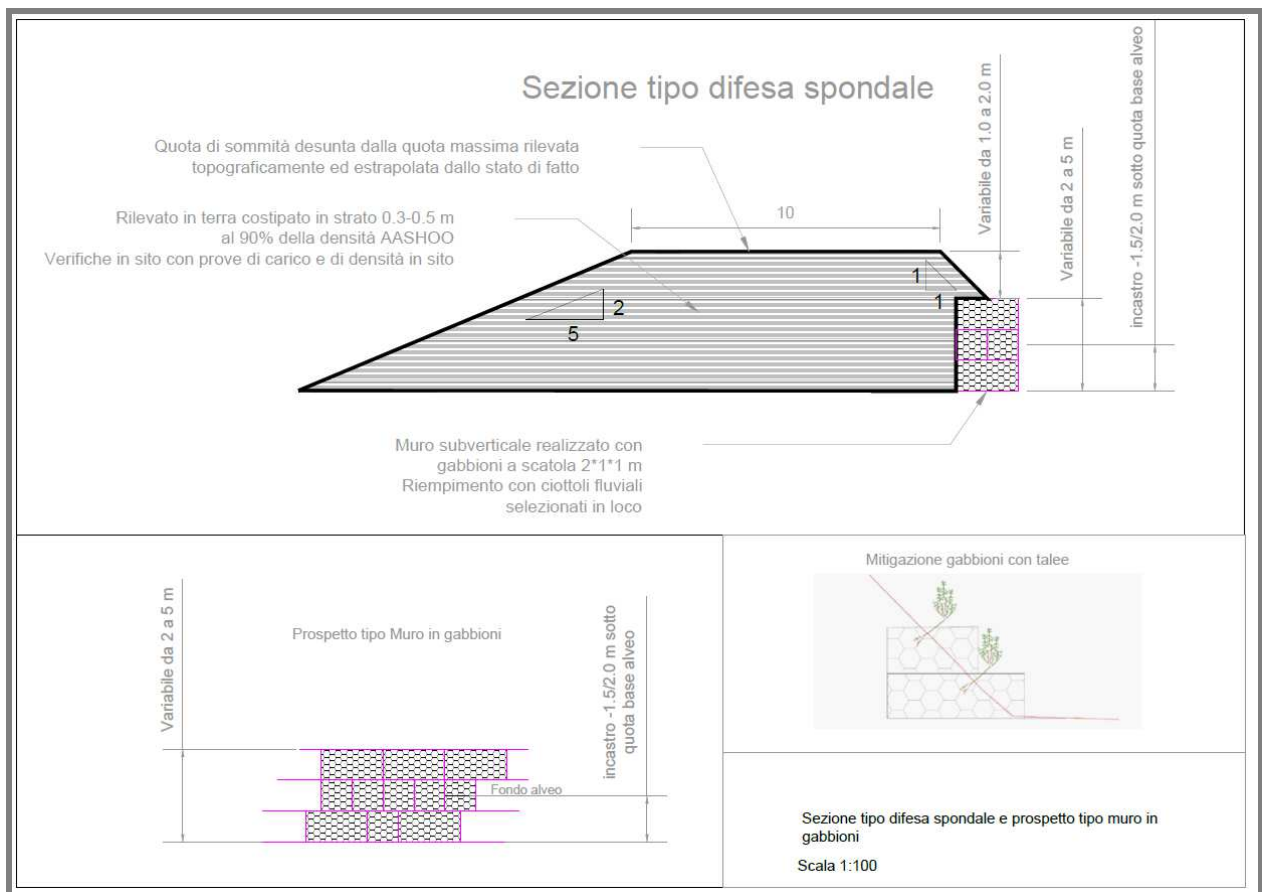 Sezione tipo difesa spondale
Quota di sommità desunta dalla quota massima rilevata
topograficamente ed estrapolata dallo stato di fatto
Rilevato in terra costipato in strato 0.3-0.5 m
al 90% della densità AASHOO
Verifiche in sito con prove di carico e di densità in sito
10
1
1
2
5
Variabile da 1.0 a 2.0 m
Variabile da 2 a 5 m
incastro -1.5/2.0 m sotto quota base alveo
Muro subverticale realizzato con
gabbioni a scatola 2*1*1 m
Riempimento con ciottoli fluviali
selezionati in loco
Variabile da 2 a 5 m
Prospetto tipo Muro in gabbioni
incastro -1.5/2.0 m sotto
quota base alveo
Fondo alveo
Mitigazione gabbioni con talee
Sezione tipo difesa spondale e prospetto tipo muro in
gabbioni
Scala 1:100